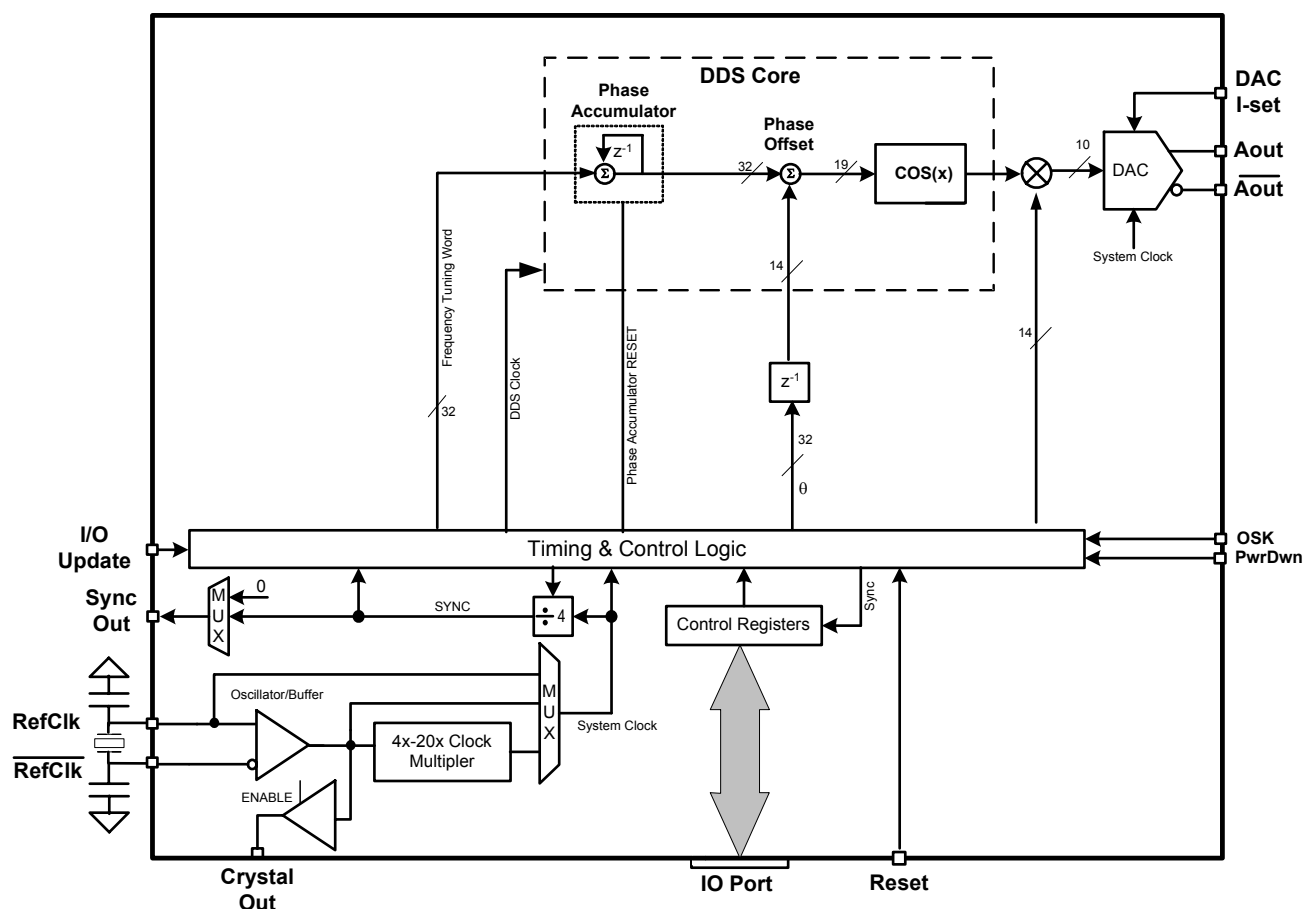 DDS Core
DAC
I-set
Phase
Accumulator
z-1
Σ
32
Phase
Offset
Σ
19
COS(x)
10
DAC
Aout
Aout
System Clock
14
Frequency Tuning Word
32
DDS Clock
Phase Accumulator RESET
z-1
32
θ
14
I/O
Update
Timing & Control Logic
OSK
PwrDwn
Sync
Out
MUX
0
SYNC
÷ 4
Control Registers
Sync
RefClk
RefClk
Oscillator/Buffer
4x-20x Clock
Multipler
MUX
System Clock
ENABLE
Crystal
Out
IO Port
Reset